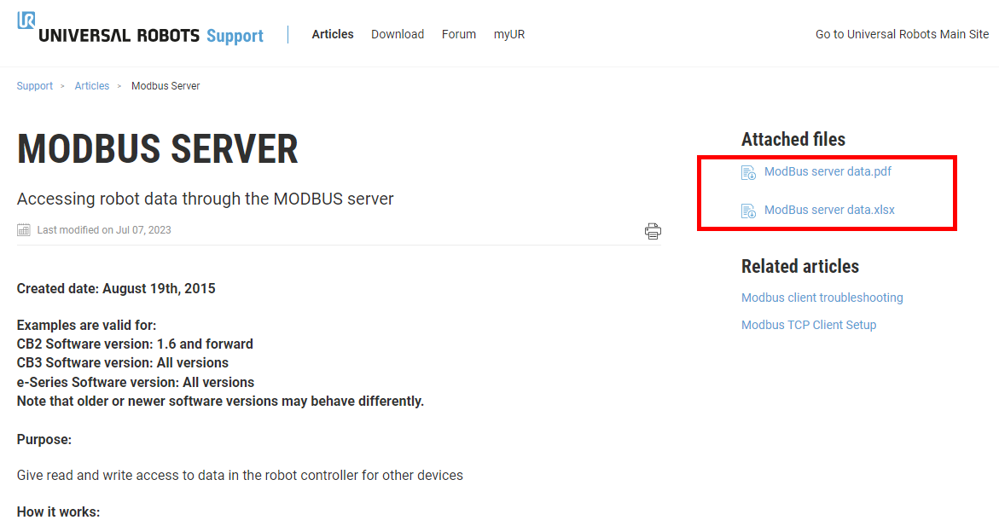 UR
UNIVERSAL ROBOTS Support
Articles Download Forum myUR
Go to Universal Robots Main Site
Support > Articles > Modbus Server
MODBUS SERVER
Accessing robot data through the MODBUS server
Last modified on Jul 07, 2023
Created date: August 19th, 2015
Examples are valid for:
CB2 Software version: 1.6 and forward
CB3 Software version: All versions
e-Series Software version: All versions
Note that older or newer software versions may behave differently.
Purpose:
Give read and write access to data in the robot controller for other devices
How it works:
Attached files
ModBus server data.pdf
ModBus server data.xlsx
Related articles
Modbus client troubleshooting
Modbus TCP Client Setup